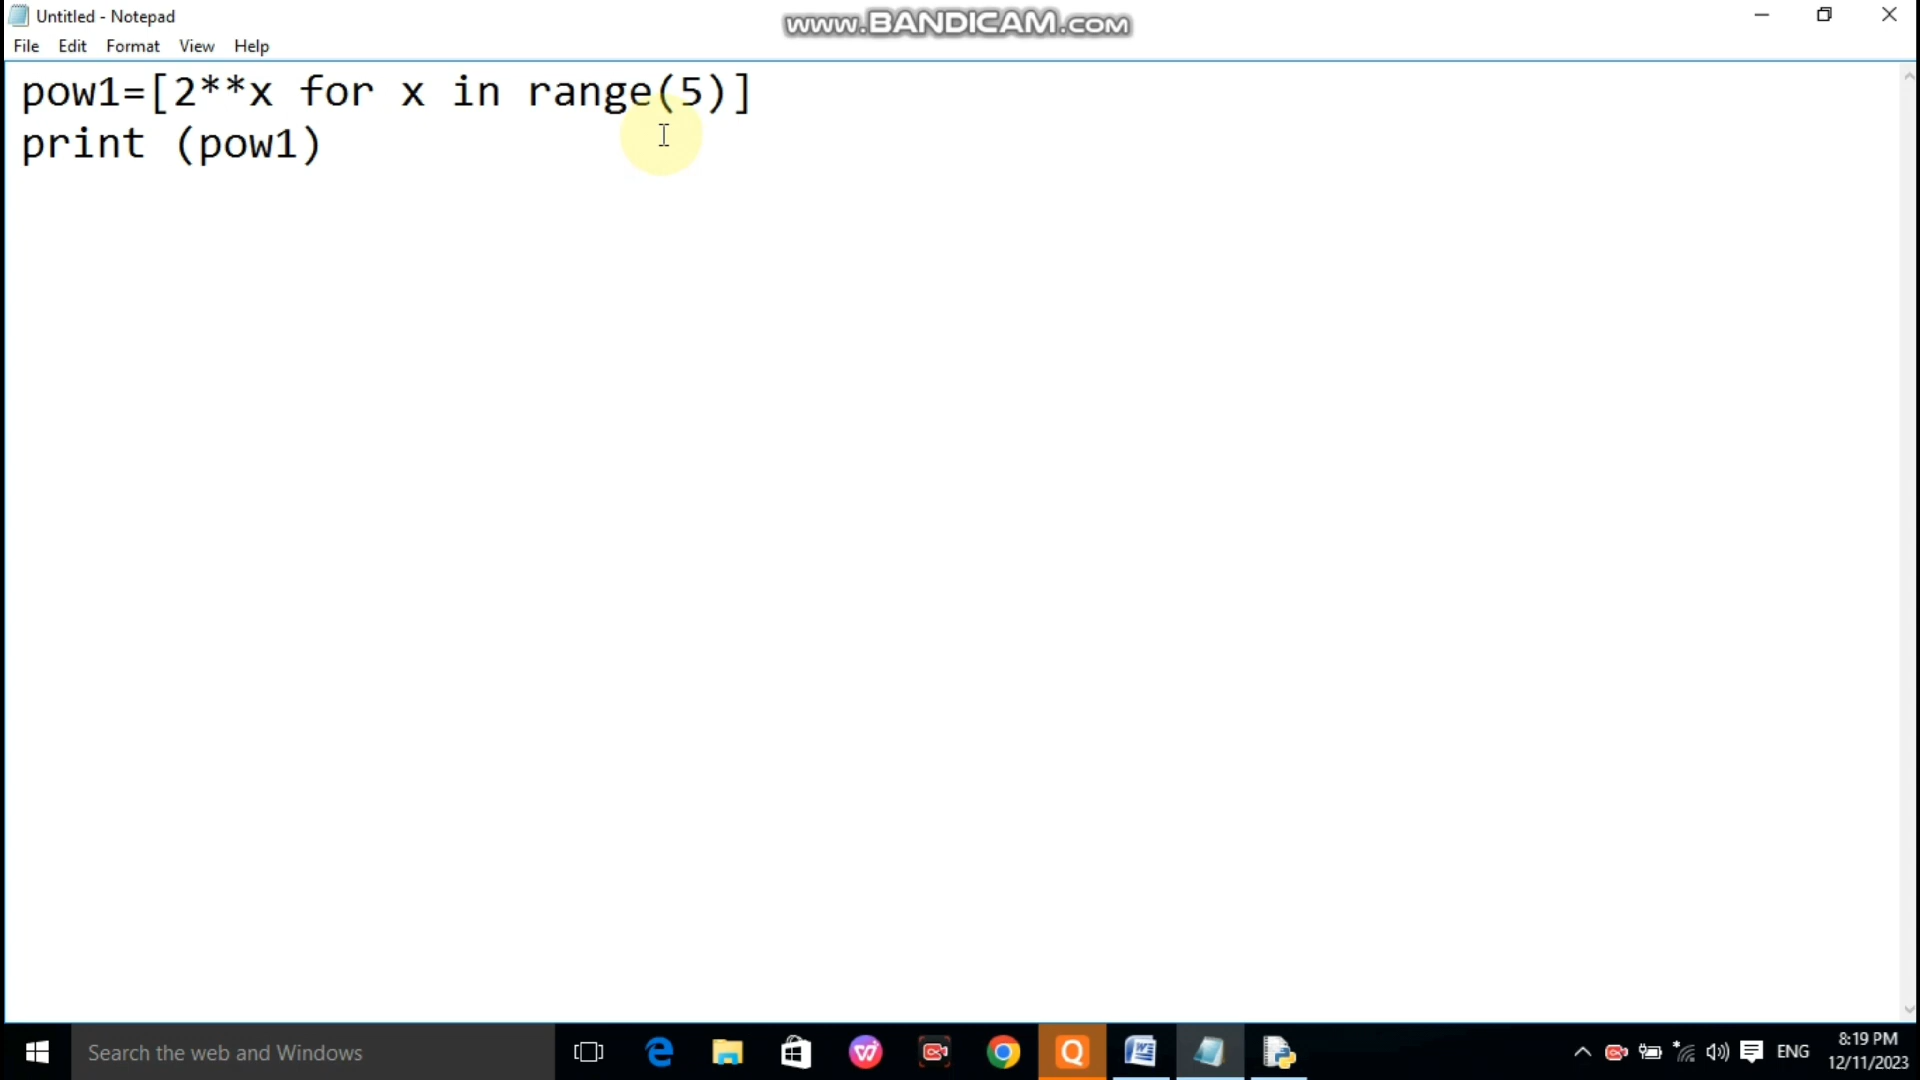 Untitled - Notepad
www.BANDICAM.com
File Edit Format View Help
pow1=[2**x for x in range(5)]
print (pow1)
Search the web and Windows
ENG
8:19 PM
12/11/2023